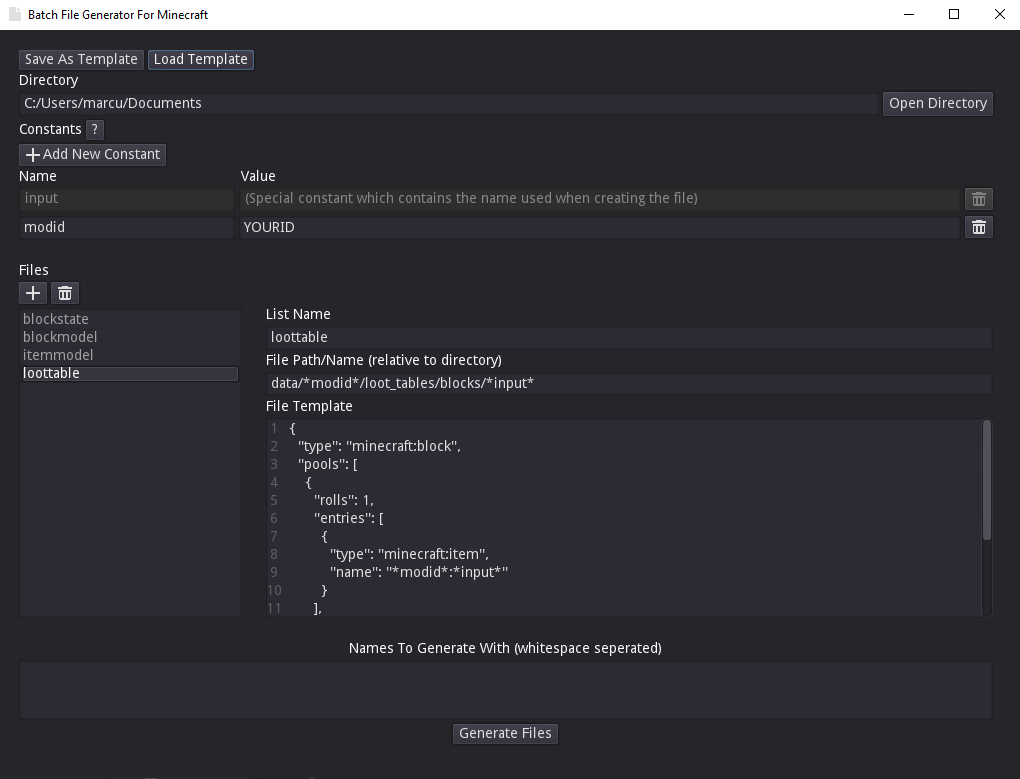 Batch File Generator For Minecraft
Save As Template Load Template
Directory
C:/Users/marcu/Documents Open Directory
Constants ?
Add New Constant
Name Value
input (Special constant which contains the name used when creating the file)
modid YOURID
Files
blockstate
blockmodel
itemmodel
loottable
List Name
loottable
File Path/Name (relative to directory)
data/*modid*/loot_tables/blocks/*input*
File Template
1 {
2 "type": "minecraft:block",
3 "pools": [
4 {
5 "rolls": 1,
6 "entries": [
7 {
8 "type": "minecraft:item",
9 "name": "*modid*:*input*"
10 }
11 ],
Names To Generate With (whitespace seperated)
Generate Files